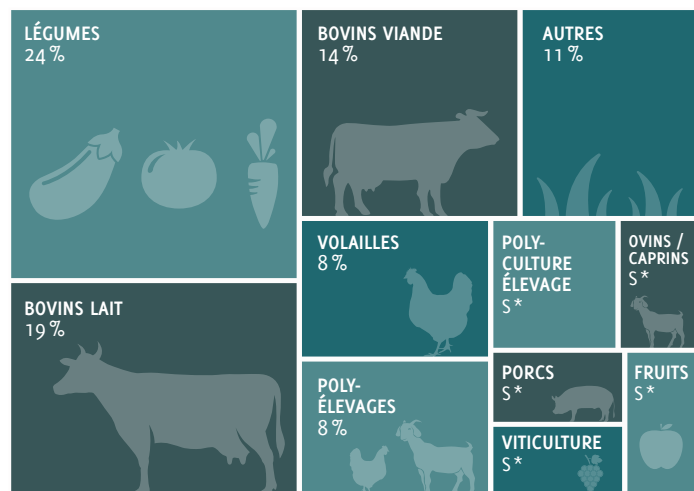 LÉGUMES
24 %
BOVINS VIANDE
14 %
AUTRES
11 %
VOLAILLES
8 %
POLY-
CULTURE
ÉLEVAGE
S*
OVINS /
CAPRINS
S*
BOVINS LAIT
19 %
POLY-
ÉLEVAGES
8 %
PORCS
S*
FRUITS
S*
VITICULTURE
S*